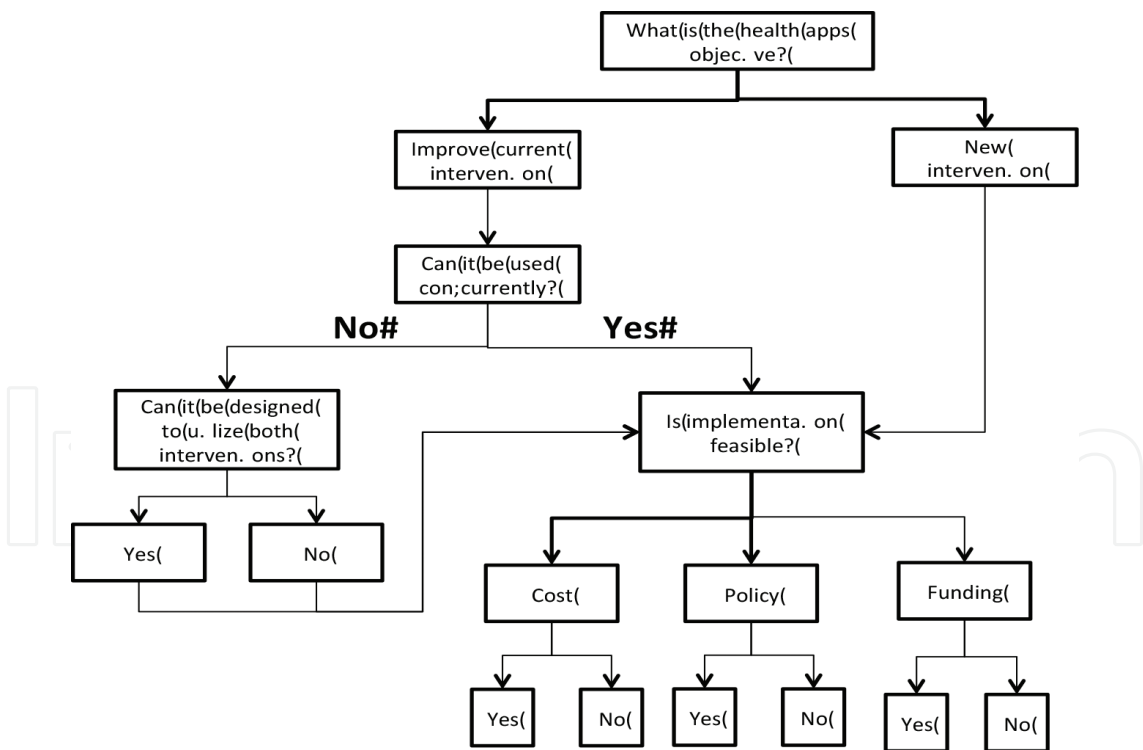 What(is(the(health(apps(
objec. ve?(
Improve(current(
interven. on(
New(
interven. on(
Can(it(be(used(
con;currently?(
No#
Yes#
Can(it(be(designed(
to(u. lize(both(
interven. ons?(
Is(implementa. on(
feasible?(
Yes(
No(
Cost(
Policy(
Funding(
Yes(
No(
Yes(
No(
Yes(
No(